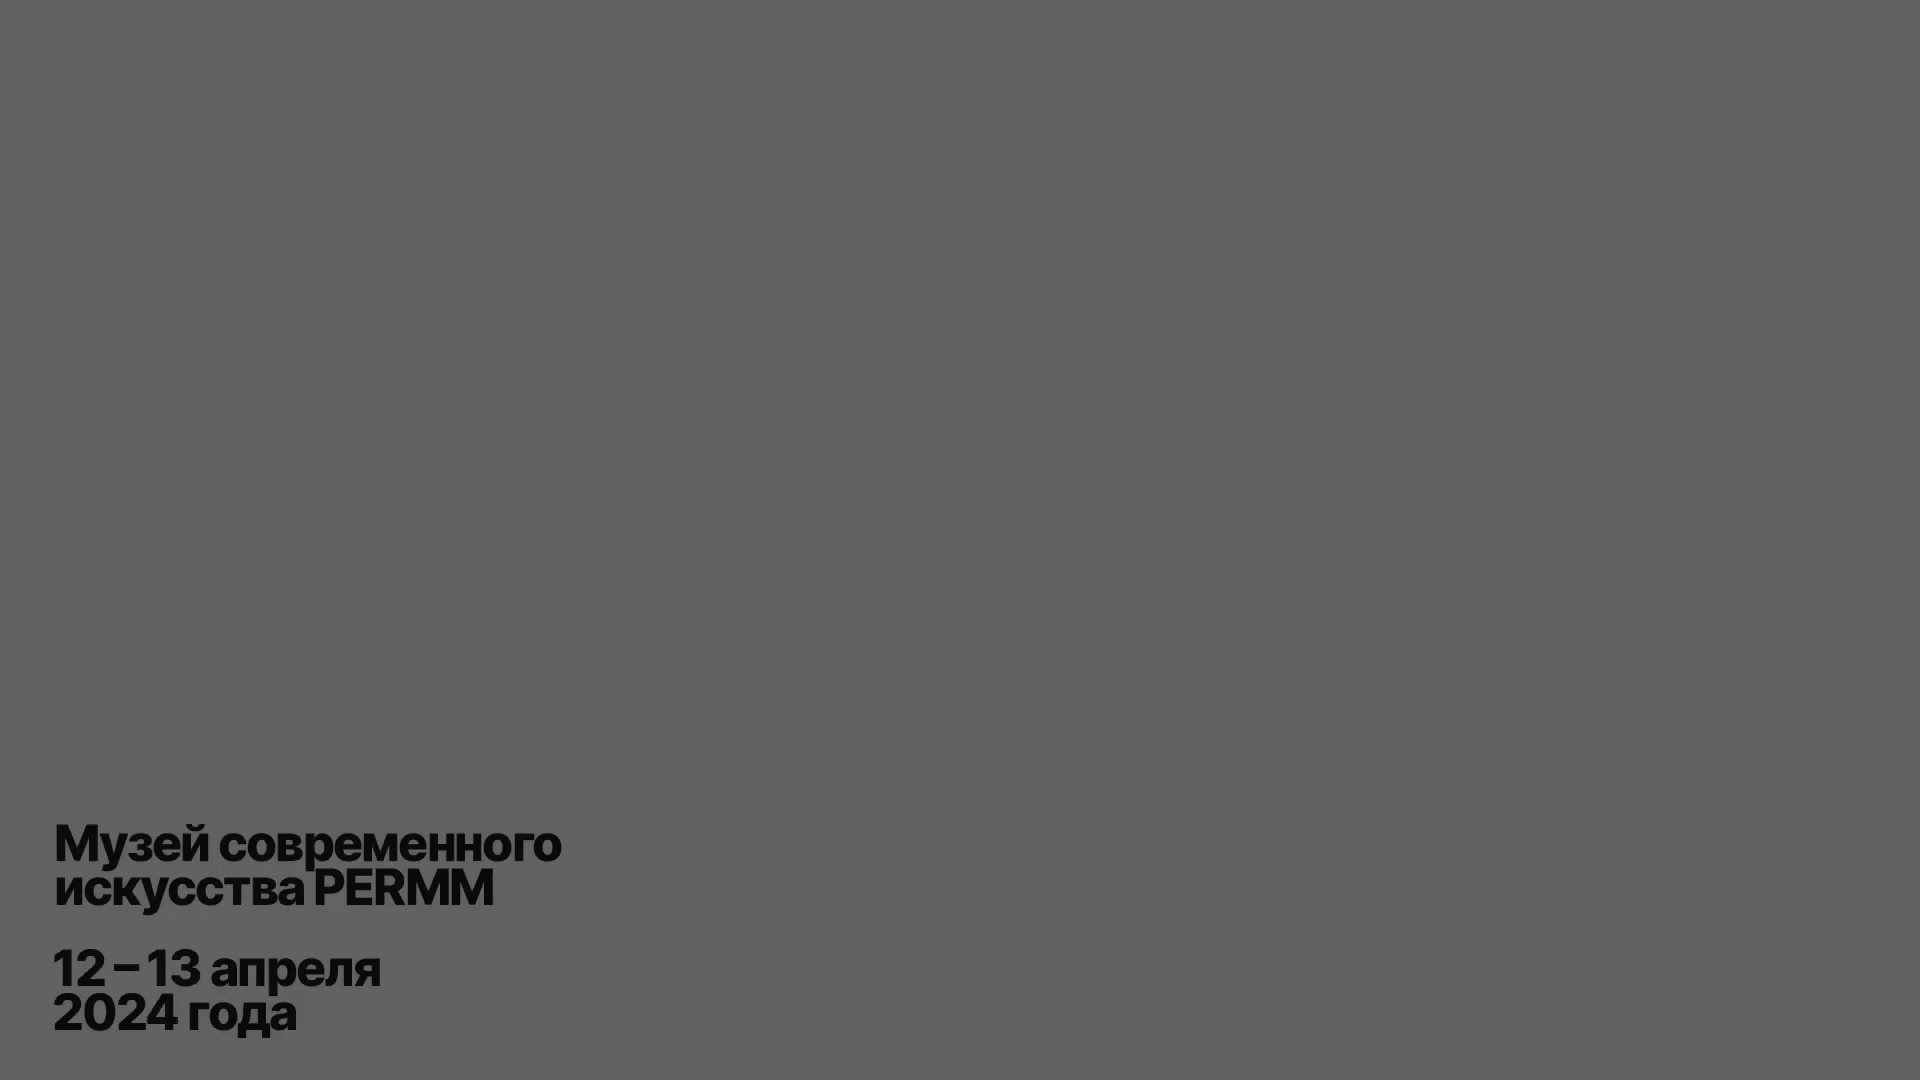 Музей современного
искусства PERMM
12 – 13 апреля
2024 года